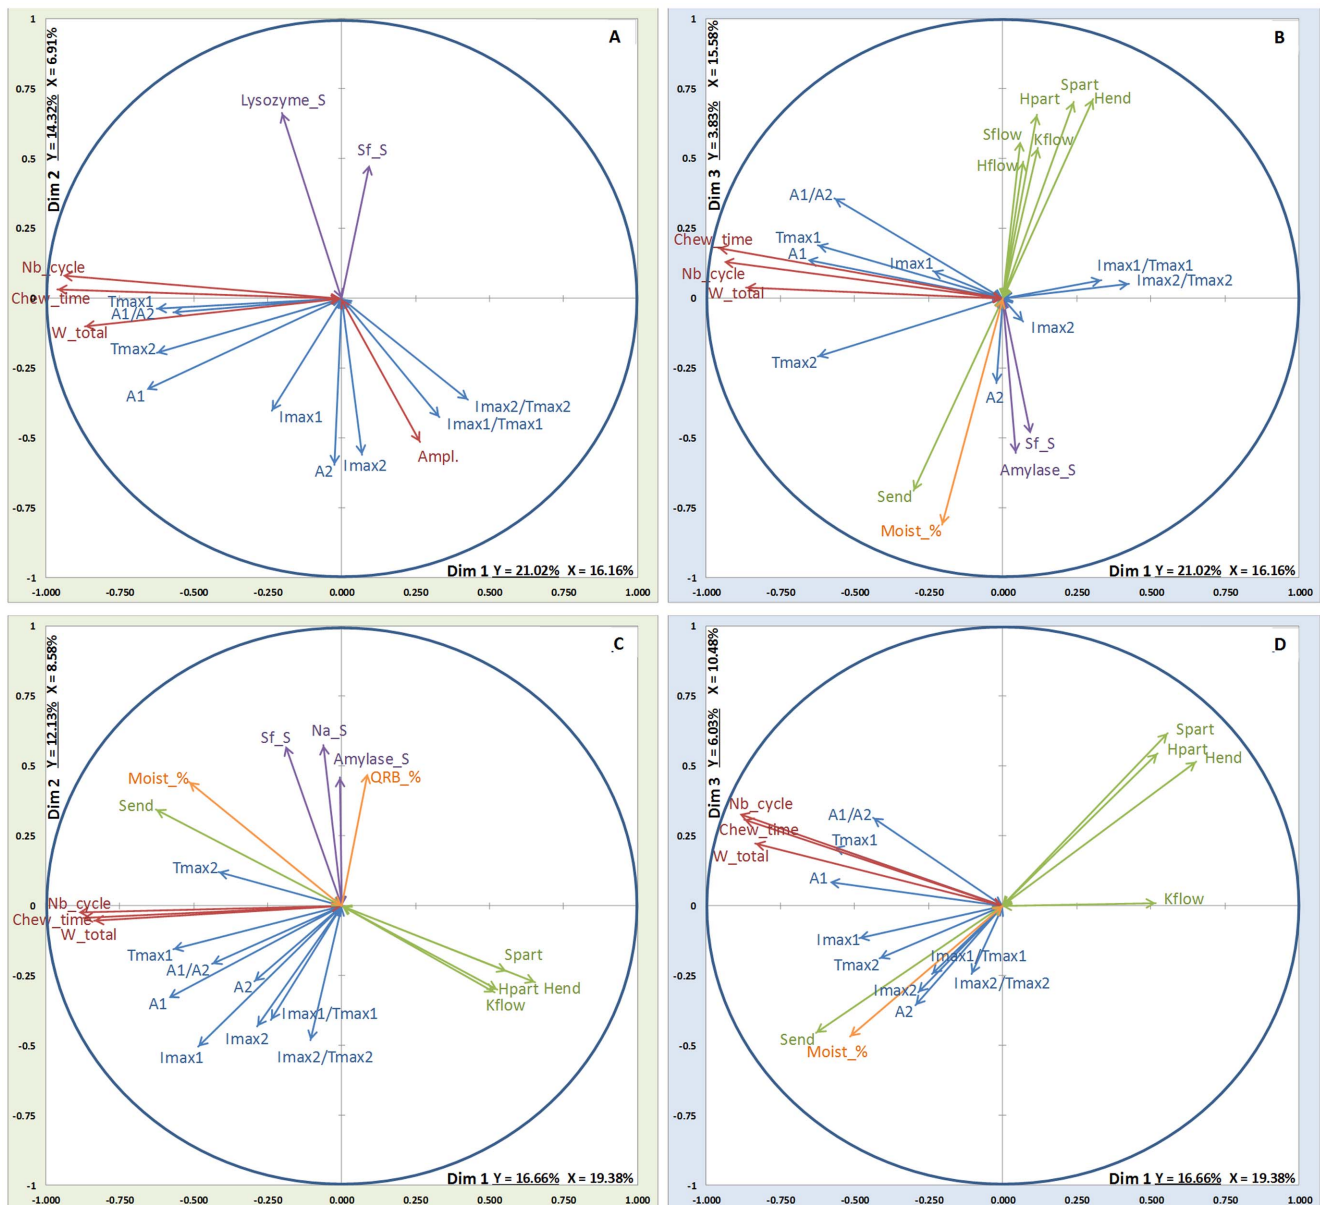 A
Dim 2 Y = 14.32% X = 6.91%
1
0.75
0.5
0.25
0
-0.25
-0.5
-0.75
-1
Lysozyme_S
Sf_S
Nb_cycle
Chew_time
Tmax1
A1/A2
W_total
Tmax2
A1
Imax1
Imax2/Tmax2
Imax1/Tmax1
Ampl.
A2
Imax2
Dim 1 Y = 21.02% X = 16.16%
-1.000 -0.750 -0.500 -0.250 0.000 0.250 0.500 0.750 1.000
B
Dim 3 Y = 3.83% X = 15.58%
1
0.75
0.5
0.25
0
-0.25
-0.5
-0.75
-1
Spart
Hpart
Hend
Sflow
Kflow
Hflow
A1/A2
Chew_time
Tmax1
A1
Imax1
Nb_cycle
W_total
Imax1/Tmax1
Imax2/Tmax2
Imax2
Tmax2
A2
Sf_S
Amylase_S
Send
Moist_%
Dim 1 Y = 21.02% X = 16.16%
-1.000 -0.750 -0.500 -0.250 0.000 0.250 0.500 0.750 1.000
C
Dim 2 Y = 12.13% X = 8.58%
1
0.75
0.5
0.25
0
-0.25
-0.5
-0.75
-1
Sf_S
Na_S
Amylase_S
QRB_%
Moist_%
Send
Tmax2
Nb_cycle
Chew_time
W_total
Tmax1
A1/A2
A1
A2
Imax1
Imax2
Imax1/Tmax1
Imax2/Tmax2
Spart
Hpart Hend
Kflow
Dim 1 Y = 16.66% X = 19.38%
-1.000 -0.750 -0.500 -0.250 0.000 0.250 0.500 0.750 1.000
D
Dim 3 Y = 6.03% X = 10.48%
1
0.75
0.5
0.25
0
-0.25
-0.5
-0.75
-1
Spart
Hpart
Hend
Nb_cycle
Chew_time
W_total
A1/A2
Tmax1
A1
Kflow
Imax1
Tmax2
Imax1/Tmax1
Imax2/Tmax2
Imax2
A2
Send
Moist_%
Dim 1 Y = 16.66% X = 19.38%
-1.000 -0.750 -0.500 -0.250 0.000 0.250 0.500 0.750 1.000